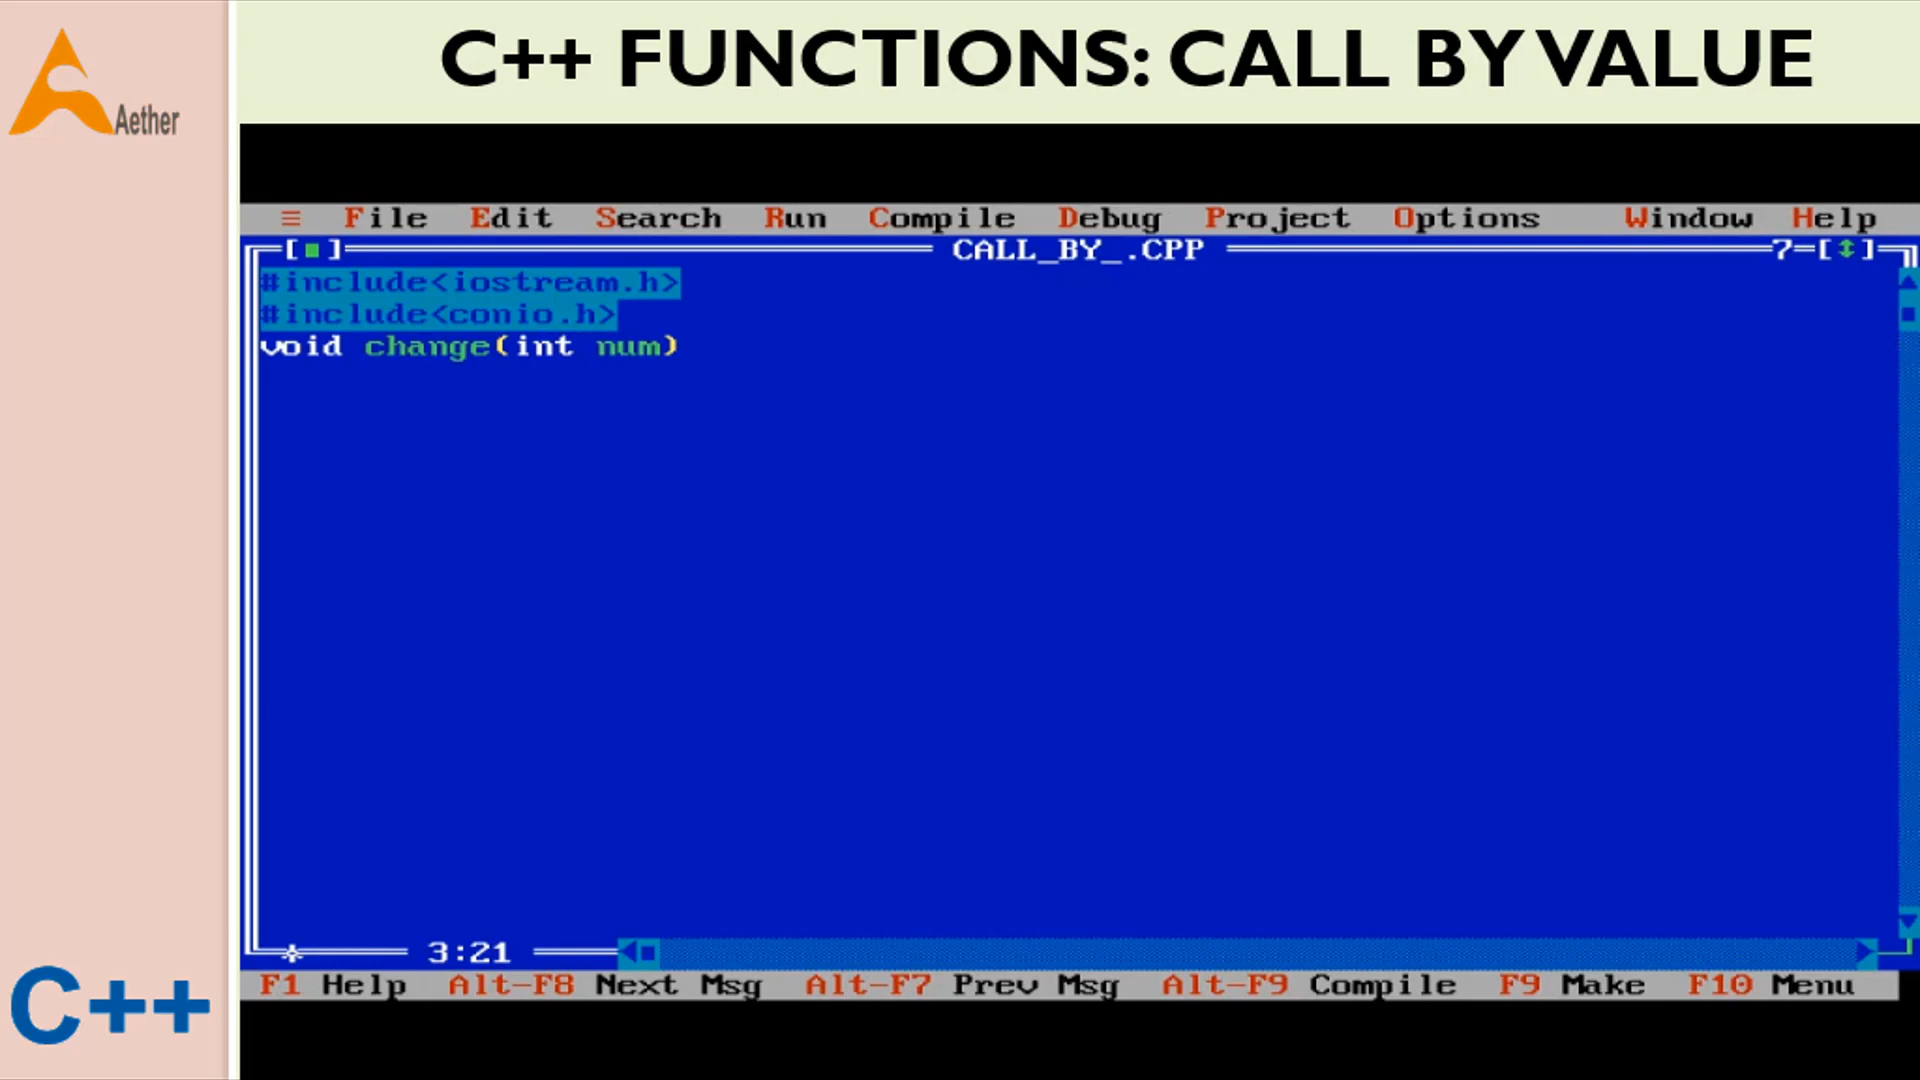 Aether
C++ FUNCTIONS: CALL BY VALUE
≡ File Edit Search Run Compile Debug Project Options Window Help
[■] CALL_BY_.CPP 7=[↕]
#include<iostream.h>
#include<conio.h>
void change(int num)
3:21
F1 Help Alt-F8 Next Msg Alt-F7 Prev Msg Alt-F9 Compile F9 Make F10 Menu
C++